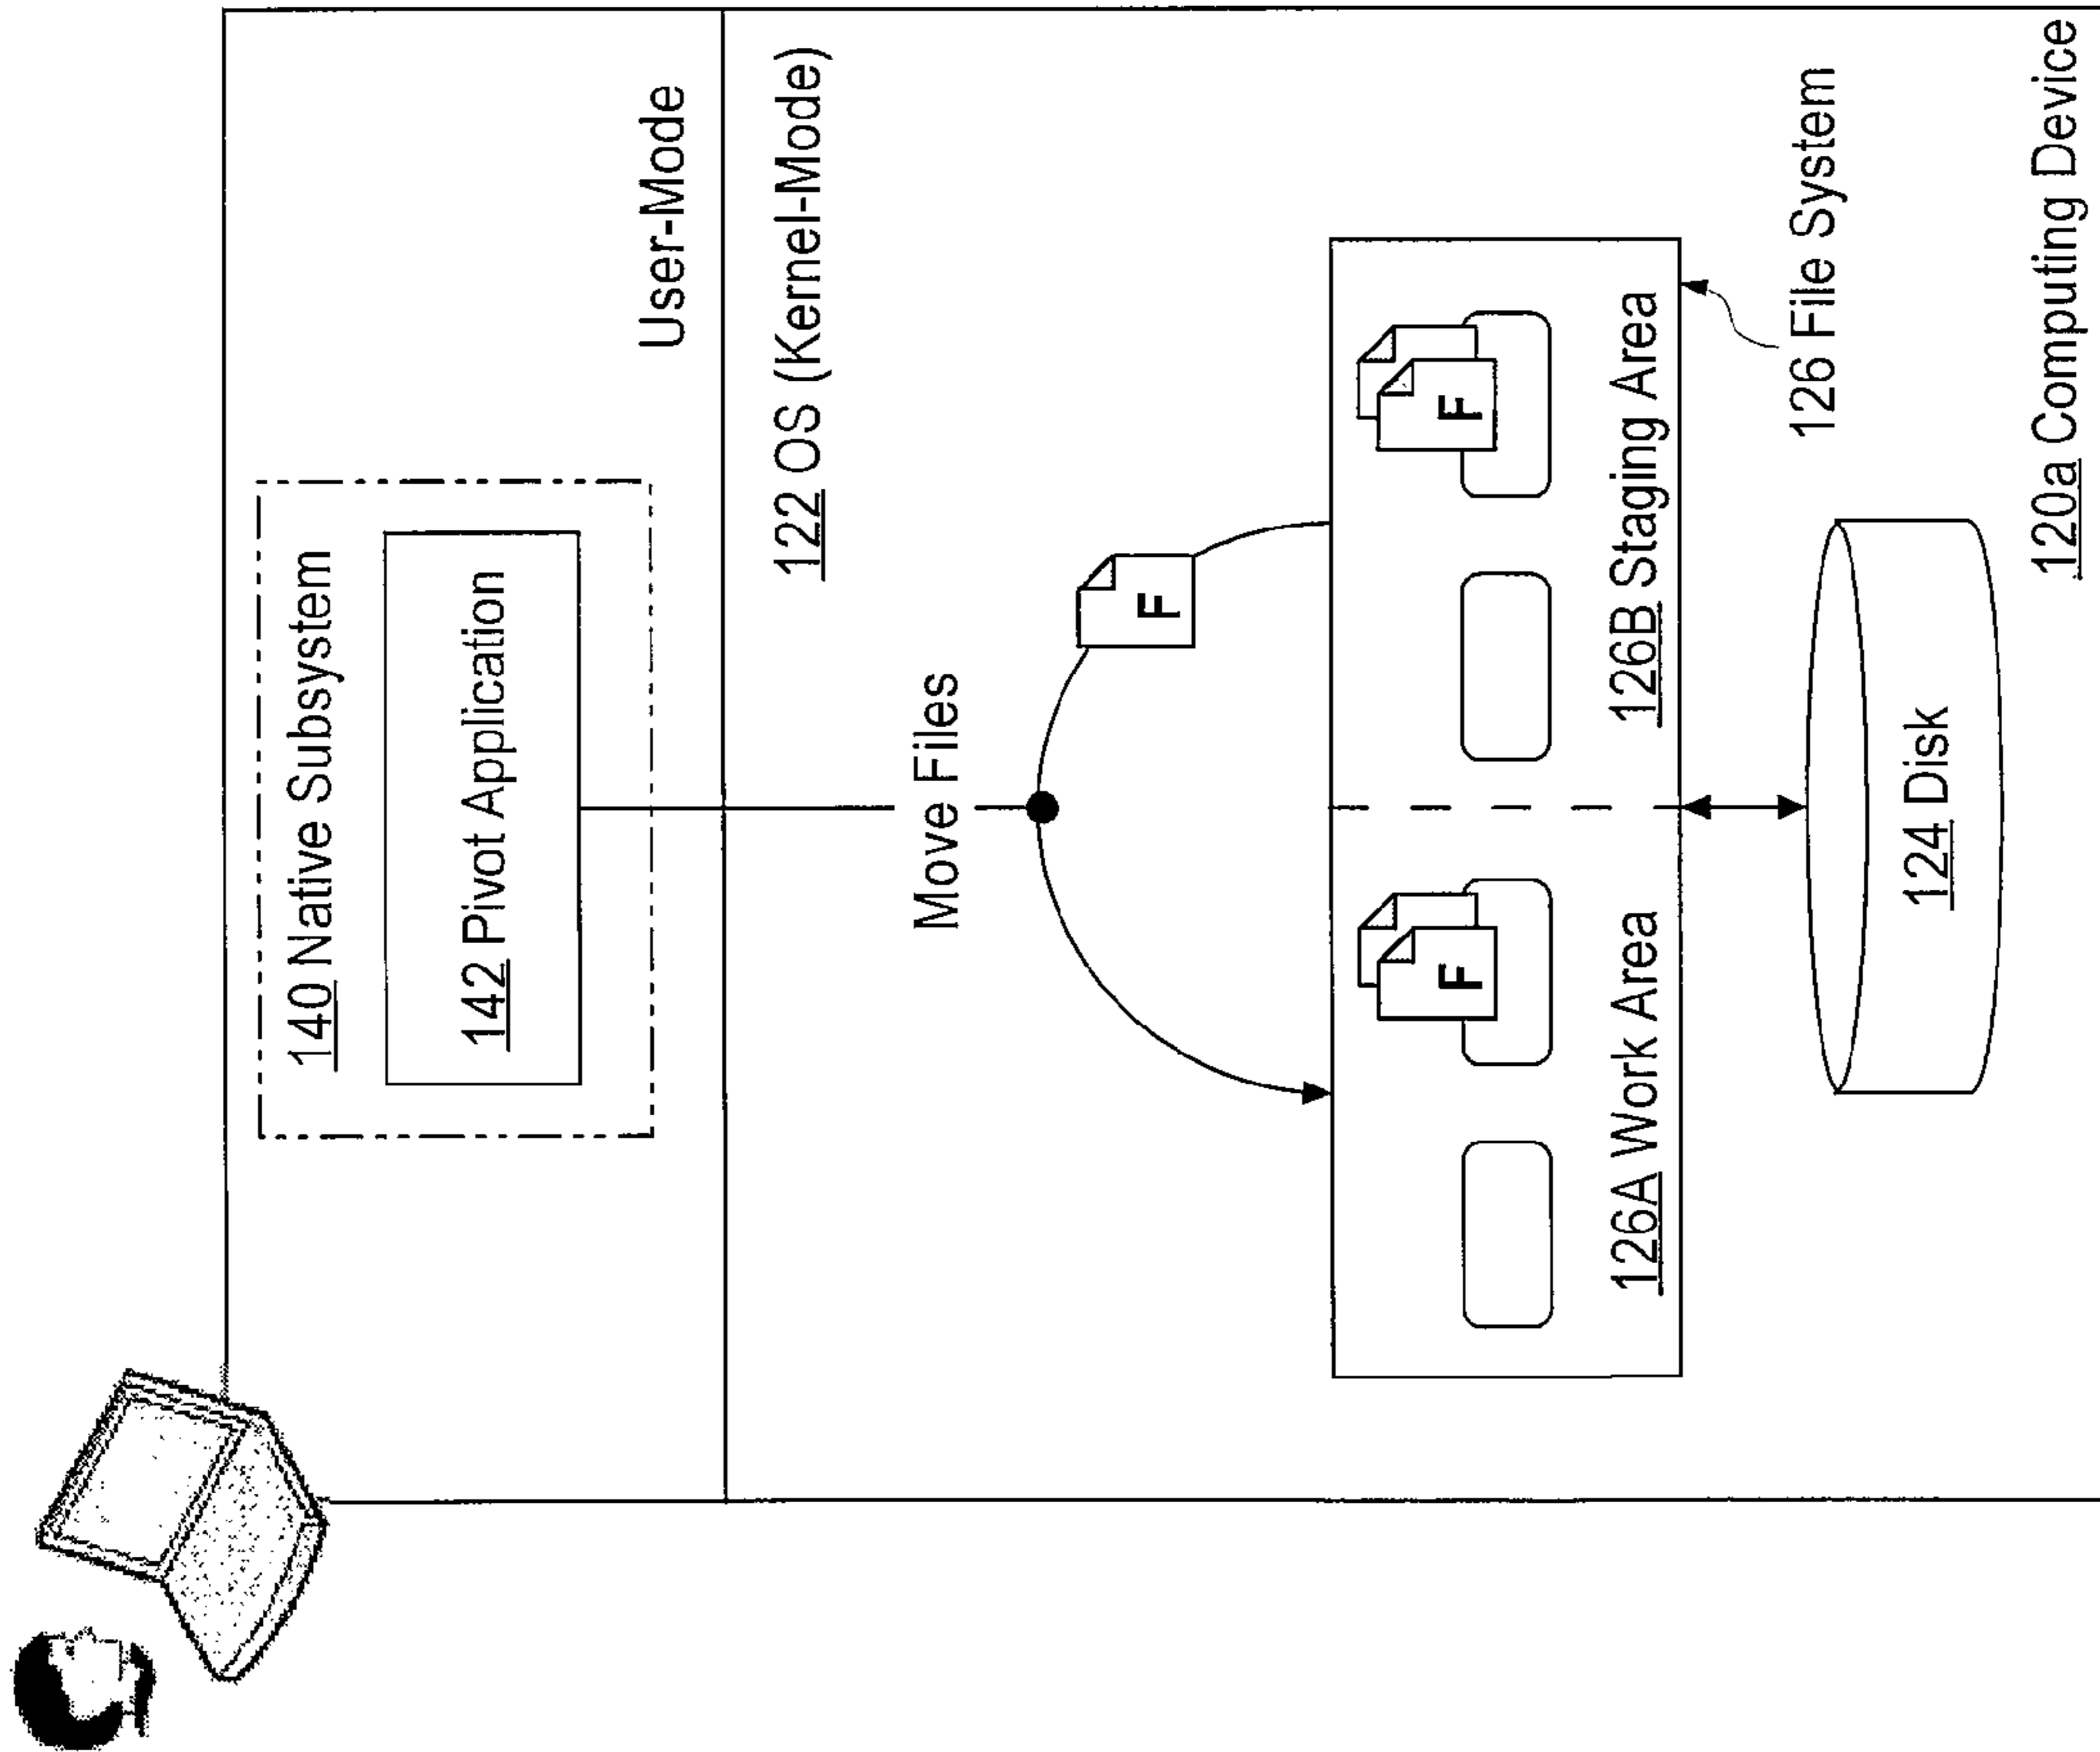 140 Native Subsystem
142 Pivot Application
User-Mode
122 OS (Kernel-Mode)
Move Files
F
F
F
126A Work Area
126B Staging Area
126 File System
124 Disk
120a Computing Device